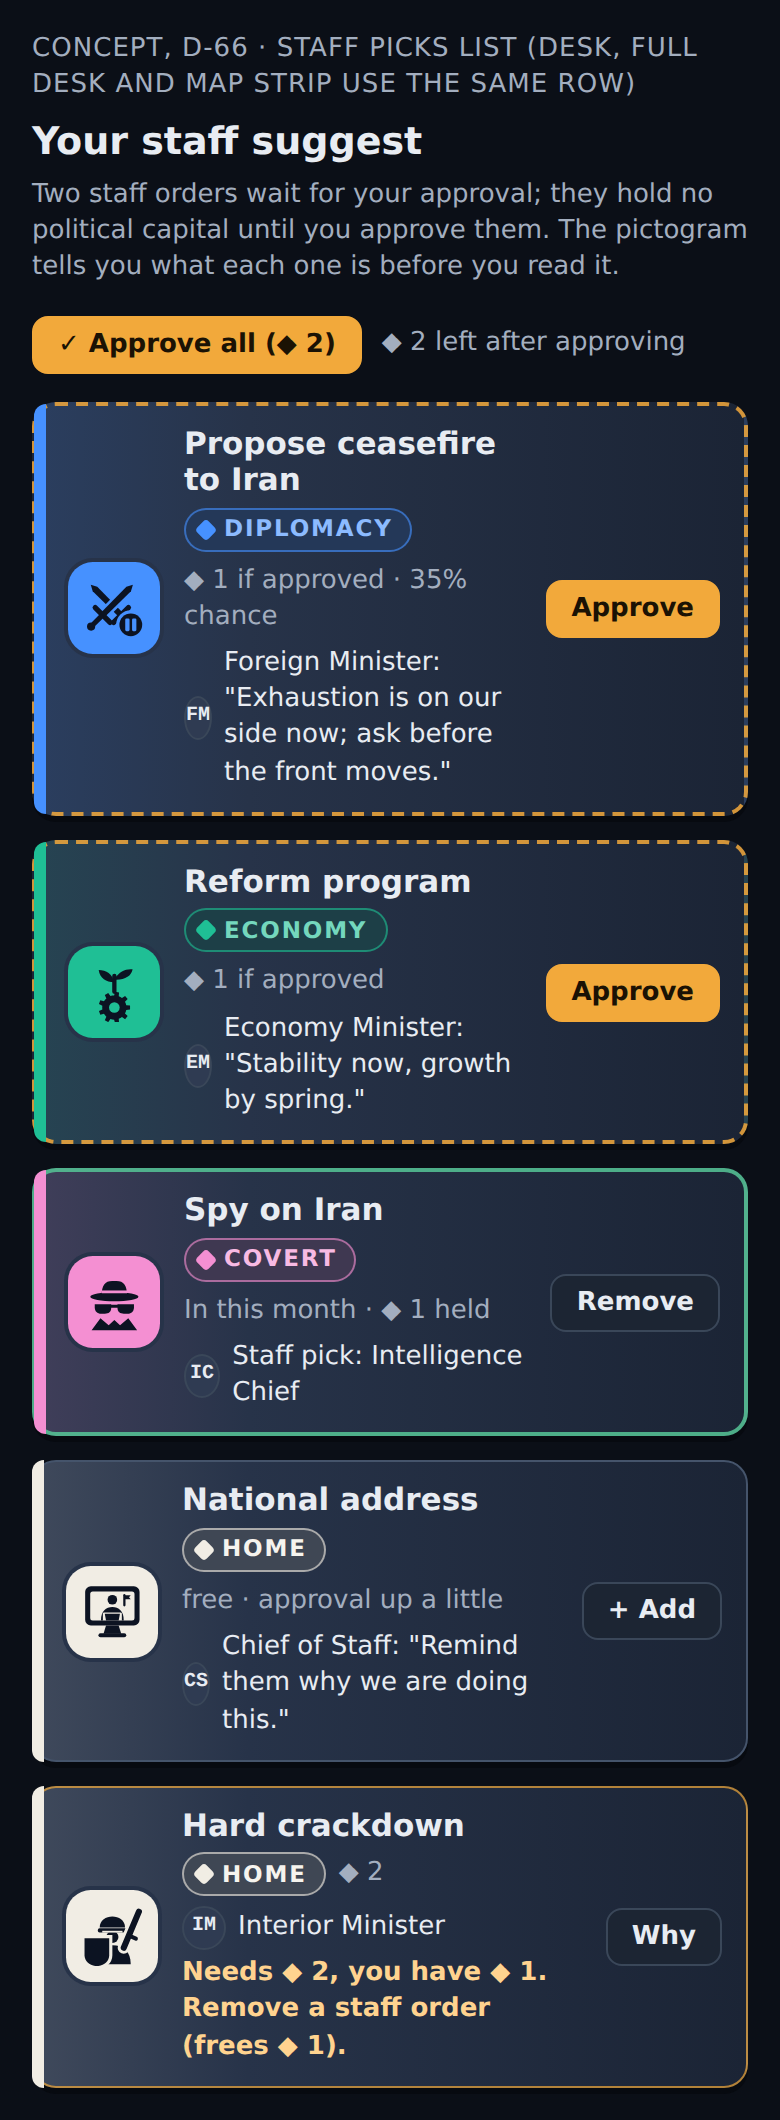 CONCEPT, D-66 · STAFF PICKS LIST (DESK, FULL
DESK AND MAP STRIP USE THE SAME ROW)
Your staff suggest
Two staff orders wait for your approval; they hold no
political capital until you approve them. The pictogram
tells you what each one is before you read it.
✓ Approve all (◆ 2)
◆ 2 left after approving
Propose ceasefire
to Iran
DIPLOMACY
◆ 1 if approved · 35%
chance
FM
Foreign Minister:
"Exhaustion is on our
side now; ask before
the front moves."
Approve
Reform program
ECONOMY
◆ 1 if approved
EM
Economy Minister:
"Stability now, growth
by spring."
Approve
Spy on Iran
COVERT
In this month · ◆ 1 held
IC
Staff pick: Intelligence
Chief
Remove
National address
HOME
free · approval up a little
CS
Chief of Staff: "Remind
them why we are doing
this."
+ Add
Hard crackdown
HOME ◆ 2
IM Interior Minister
Needs ◆ 2, you have ◆ 1.
Remove a staff order
(frees ◆ 1).
Why